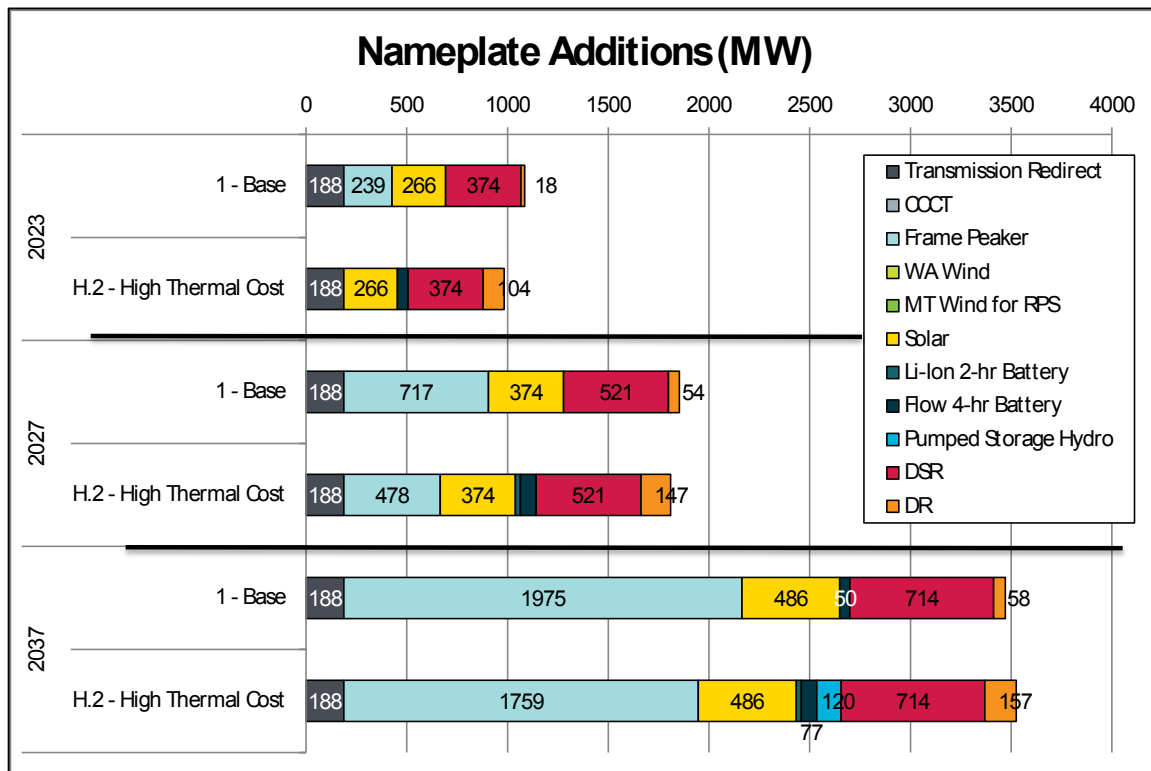 Nameplate Additions (MW)
0 500 1000 1500 2000 2500 3000 3500 4000
2023
1 - Base 188 239 266 374 18
H.2 - High Thermal Cost 188 266 374 104
2027
1 - Base 188 717 374 521 54
H.2 - High Thermal Cost 188 478 374 521 147
2037
1 - Base 188 1975 486 50 714 58
H.2 - High Thermal Cost 188 1759 486 120 714 157
77
Transmission Redirect
CCCT
Frame Peaker
WA Wind
MT Wind for RPS
Solar
Li-Ion 2-hr Battery
Flow 4-hr Battery
Pumped Storage Hydro
DSR
DR